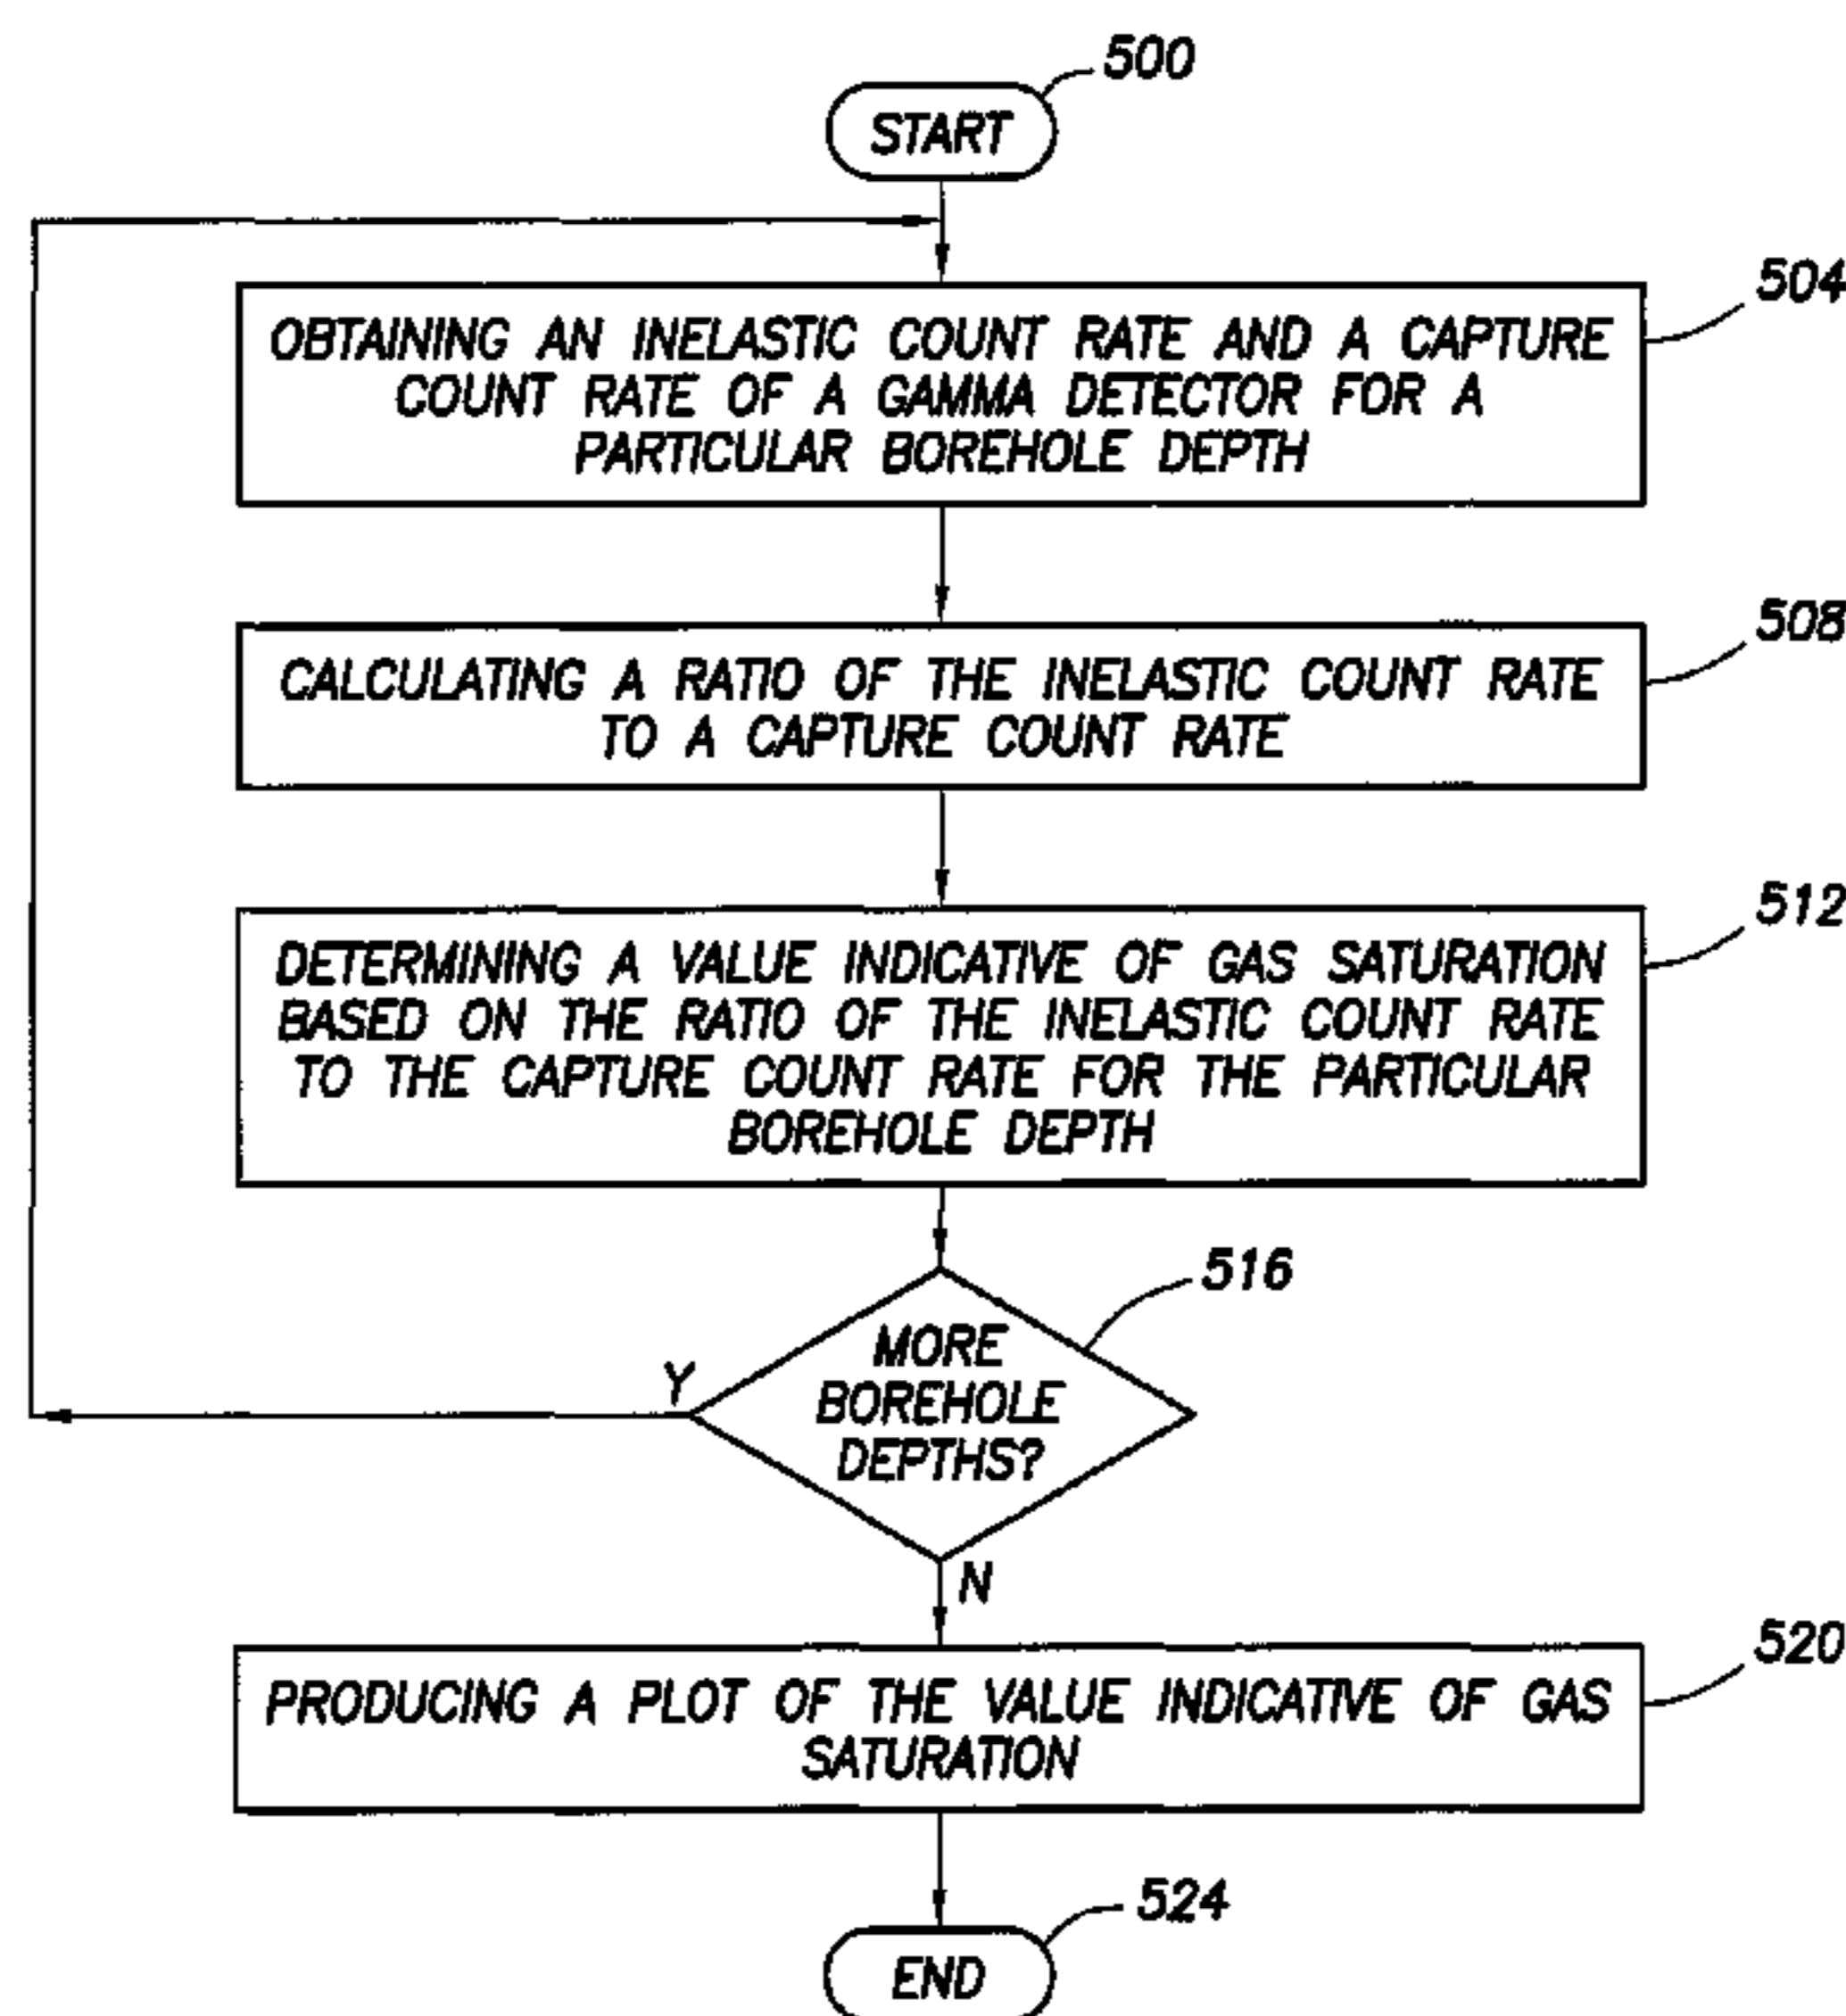 500
START
504
OBTAINING AN INELASTIC COUNT RATE AND A CAPTURE
COUNT RATE OF A GAMMA DETECTOR FOR A
PARTICULAR BOREHOLE DEPTH
508
CALCULATING A RATIO OF THE INELASTIC COUNT RATE
TO A CAPTURE COUNT RATE
512
DETERMINING A VALUE INDICATIVE OF GAS SATURATION
BASED ON THE RATIO OF THE INELASTIC COUNT RATE
TO THE CAPTURE COUNT RATE FOR THE PARTICULAR
BOREHOLE DEPTH
516
MORE
BOREHOLE
DEPTHS?
Y
N
520
PRODUCING A PLOT OF THE VALUE INDICATIVE OF GAS
SATURATION
524
END